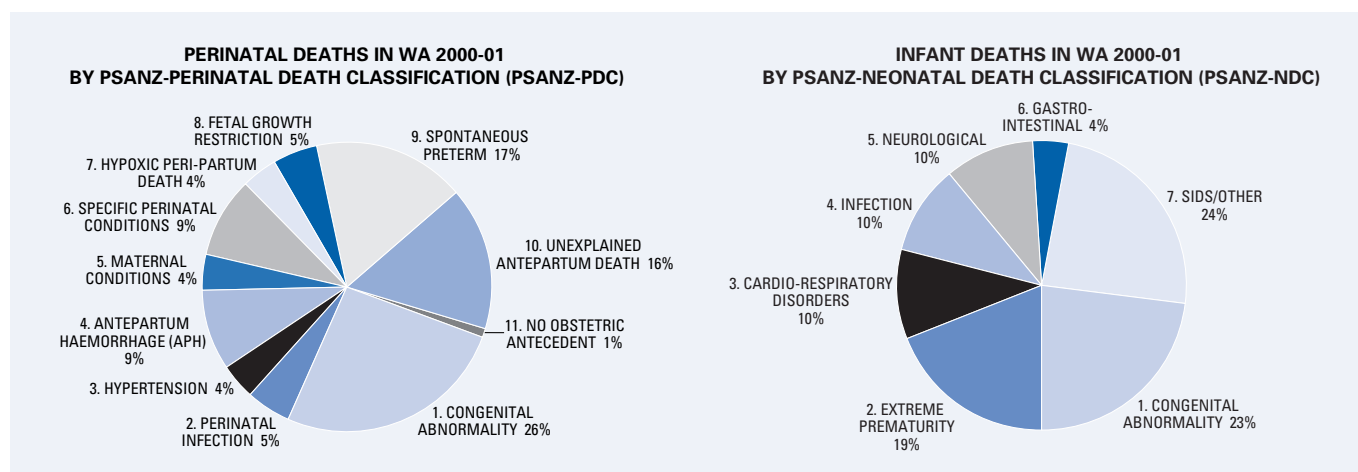 PERINATAL DEATHS IN WA 2000-01
BY PSANZ-PERINATAL DEATH CLASSIFICATION (PSANZ-PDC)
8. FETAL GROWTH
RESTRICTION 5%
9. SPONTANEOUS
PRETERM 17%
7. HYPOXIC PERI-PARTUM
DEATH 4%
6. SPECIFIC PERINATAL
CONDITIONS 9%
10. UNEXPLAINED
ANTEPARTUM DEATH 16%
5. MATERNAL
CONDITIONS 4%
11. NO OBSTETRIC
ANTECEDENT 1%
4. ANTEPARTUM
HAEMORRHAGE (APH)
9%
3. HYPERTENSION 4%
2. PERINATAL
INFECTION 5%
1. CONGENITAL
ABNORMALITY 26%
INFANT DEATHS IN WA 2000-01
BY PSANZ-NEONATAL DEATH CLASSIFICATION (PSANZ-NDC)
6. GASTRO-
INTESTINAL 4%
5. NEUROLOGICAL
10%
7. SIDS/OTHER
24%
4. INFECTION
10%
3. CARDIO-RESPIRATORY
DISORDERS
10%
2. EXTREME
PREMATURITY
19%
1. CONGENITAL
ABNORMALITY 23%